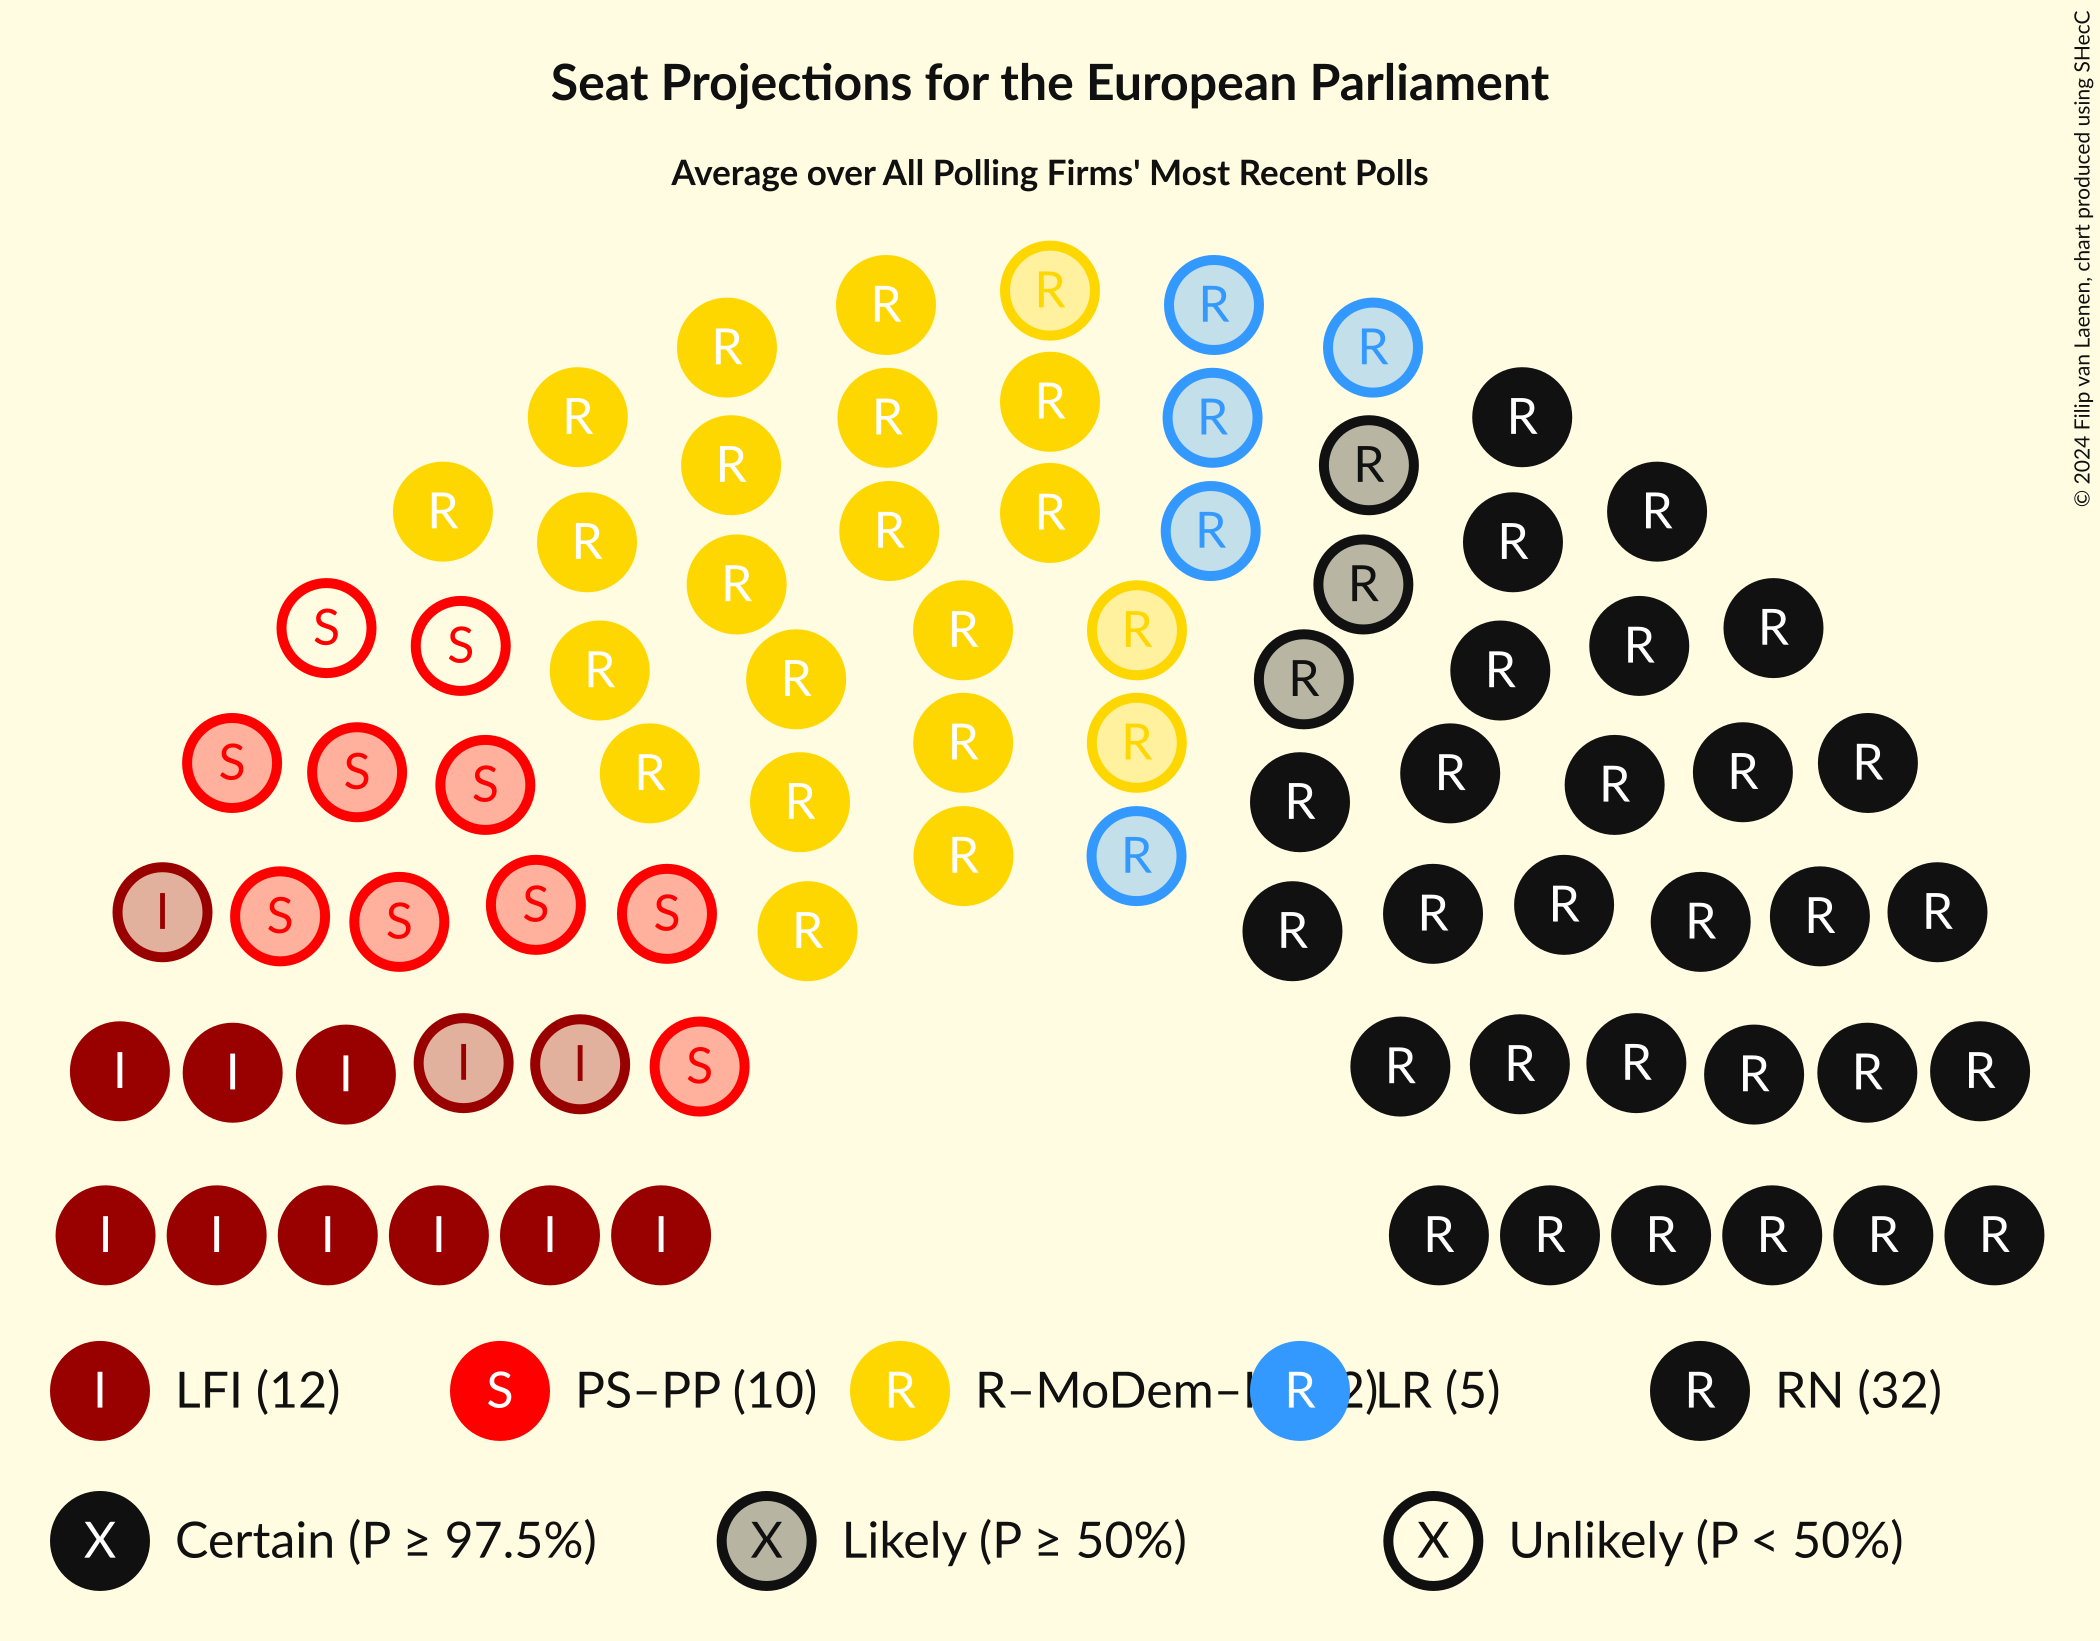 Seat Projections for the European Parliament
Average over All Polling Firms' Most Recent Polls
© 2024 Filip van Laenen, chart produced using SHecC
R
R R
R R
R R R R R
R R
R R R R R
R R
R R
S R R R
S R
R R R R
R R
S S S R R R R R R R
R R
I S S S S R R R R R R R
I I I I I S R R R R R R
I I I I I I R R R R R R
I LFI (12) S PS–PP (10) R R–MoDem– 2) R LR (5) R RN (32)
X Certain (P ≥ 97.5%) X Likely (P ≥ 50%) X Unlikely (P < 50%)